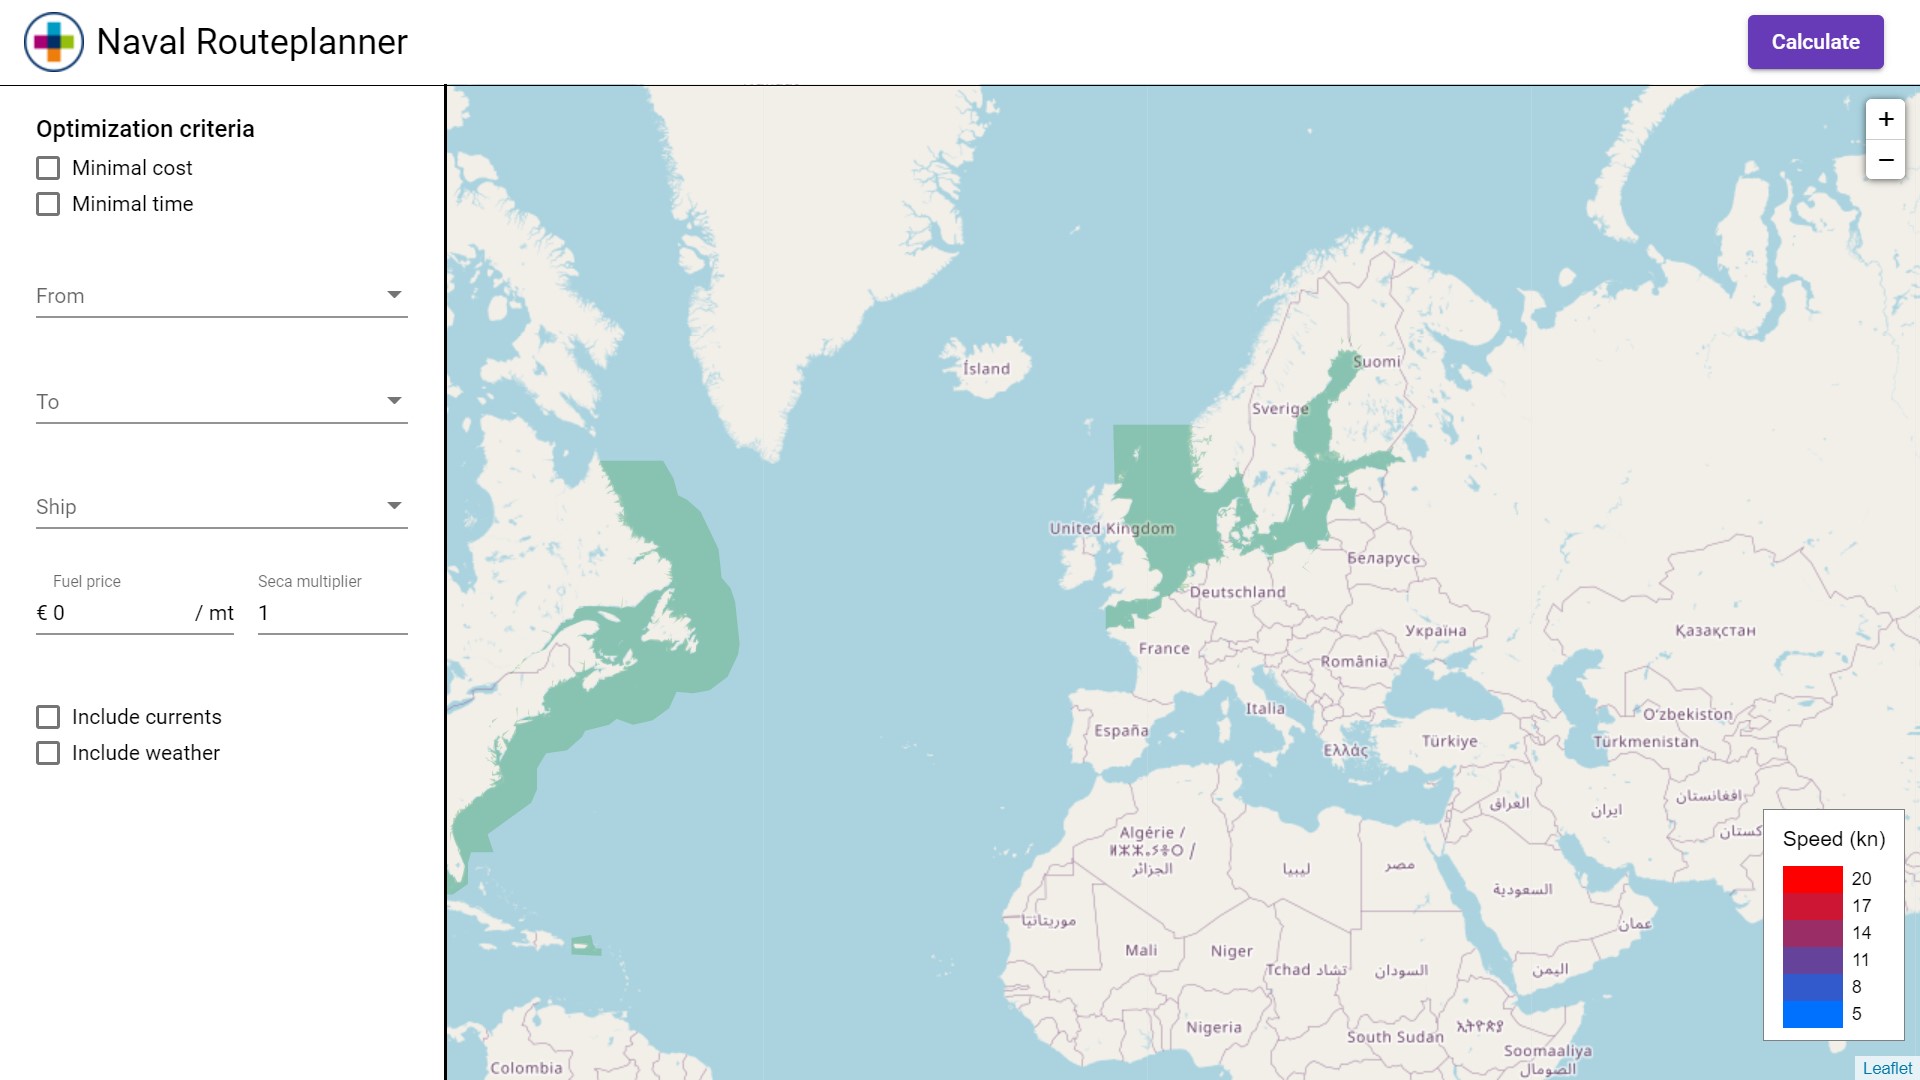 Naval Routeplanner
Calculate
Optimization criteria
Minimal cost
Minimal time
From
To
Ship
Fuel price
Seca multiplier
€ 0 / mt
1
Include currents
Include weather
+
−
Ísland
Suomi
Sverige
United Kingdom
Беларусь
Deutschland
Україна
Қазақстан
France
România
Italia
O'zbekiston
España
Türkiye
Türkmenistan
Ελλάς
افغانستان
العراق
ایران
Algérie /
ⵍⵣⵣⴰⵢⴻⵔ /
الجزائر
ليبيا
مصر
السعودية
موريتانيا
عمان
Mali
Niger
Tchad تشاد
السودان
اليمن
Nigeria
ኢትዮጵያ
South Sudan
Soomaaliya
الصومال
Colombia
Speed (kn)
20
17
14
11
8
5
Leaflet